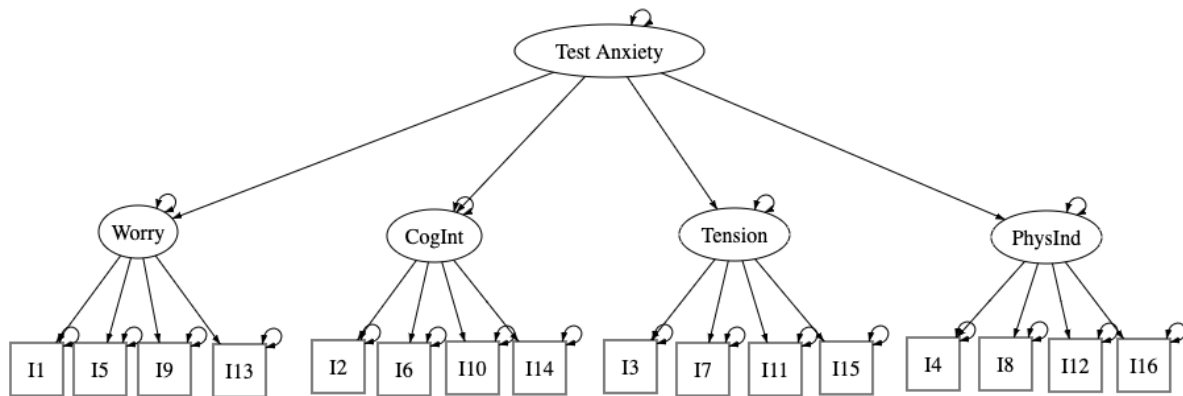 Test Anxiety
Worry CogInt Tension PhysInd
I1 I5 I9 I13 I2 I6 I10 I14 I3 I7 I11 I15 I4 I8 I12 I16